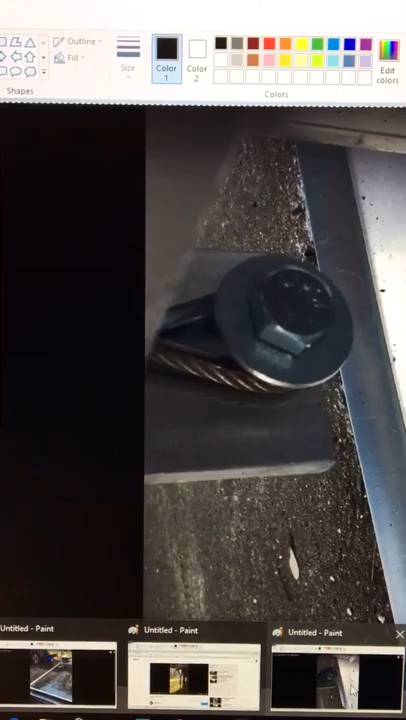 Outline
Fill
Size
Color
1
Color
2
Edit
colors
Shapes
Colors
Untitled - Paint
Untitled - Paint
Untitled - Paint